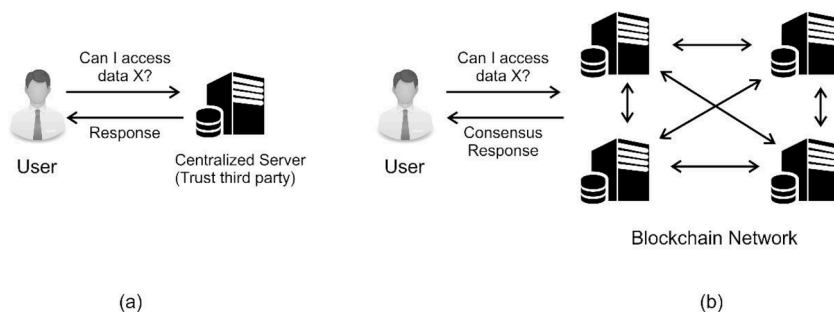 Can I access
data X?
Response
User
Centralized Server
(Trust third party)
(a)
Can I access
data X?
Consensus
Response
User
Blockchain Network
(b)